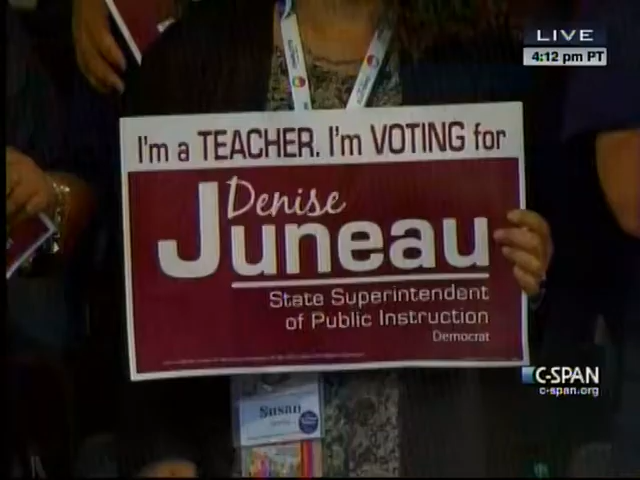 LIVE
4:12 pm PT
I'm a TEACHER. I'm VOTING for
Denise
Juneau
State Superintendent
of Public Instruction
Democrat
C-SPAN
c-span.org
Susan